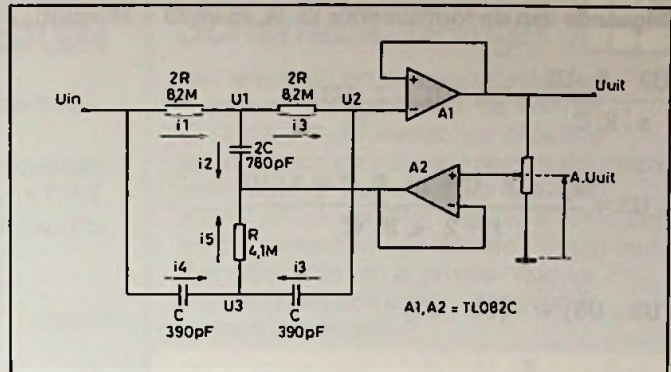 2R
8,2M
2R
8,2M
Uin
U1
U2
Uuit
i1
i3
A1
2C
780pF
i2
A2
A.Uuit
R
4,1M
i5
i4
i3
U3
C
390pF
C
390pF
A1,A2 = TL082C